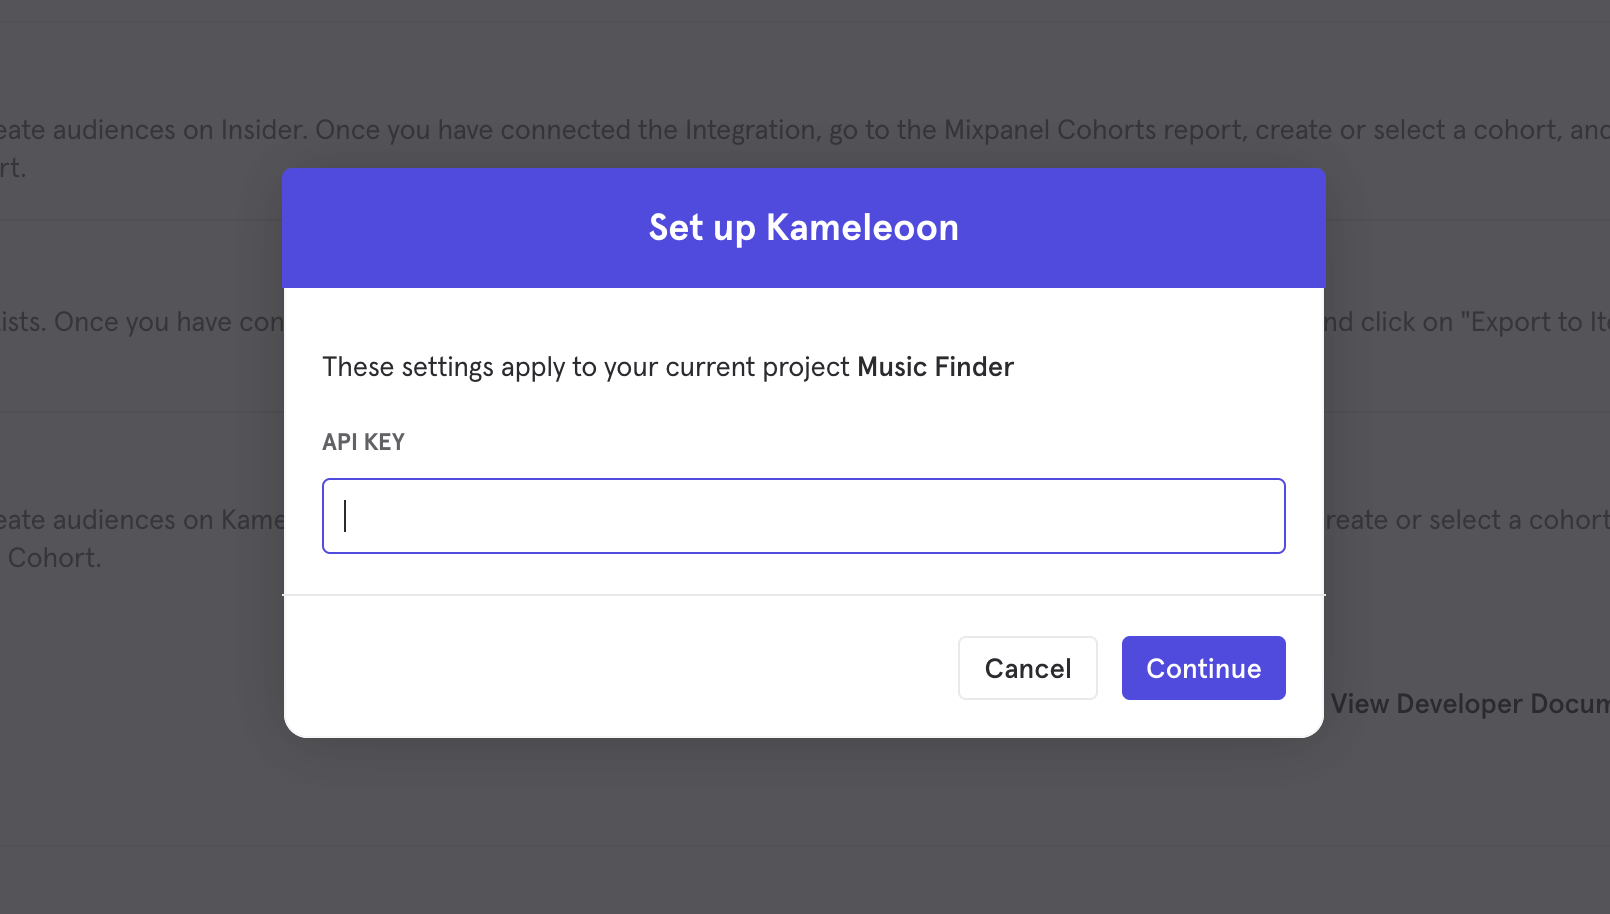 eate audiences on Insider. Once you have connected the Integration, go to the Mixpanel Cohorts report, create or select a cohort, and
rt.
Set up Kameleoon
ists. Once you have con
nd click on "Export to Ite
These settings apply to your current project Music Finder
API KEY
eate audiences on Kame
reate or select a cohort
Cohort.
Cancel
Continue
View Developer Docum